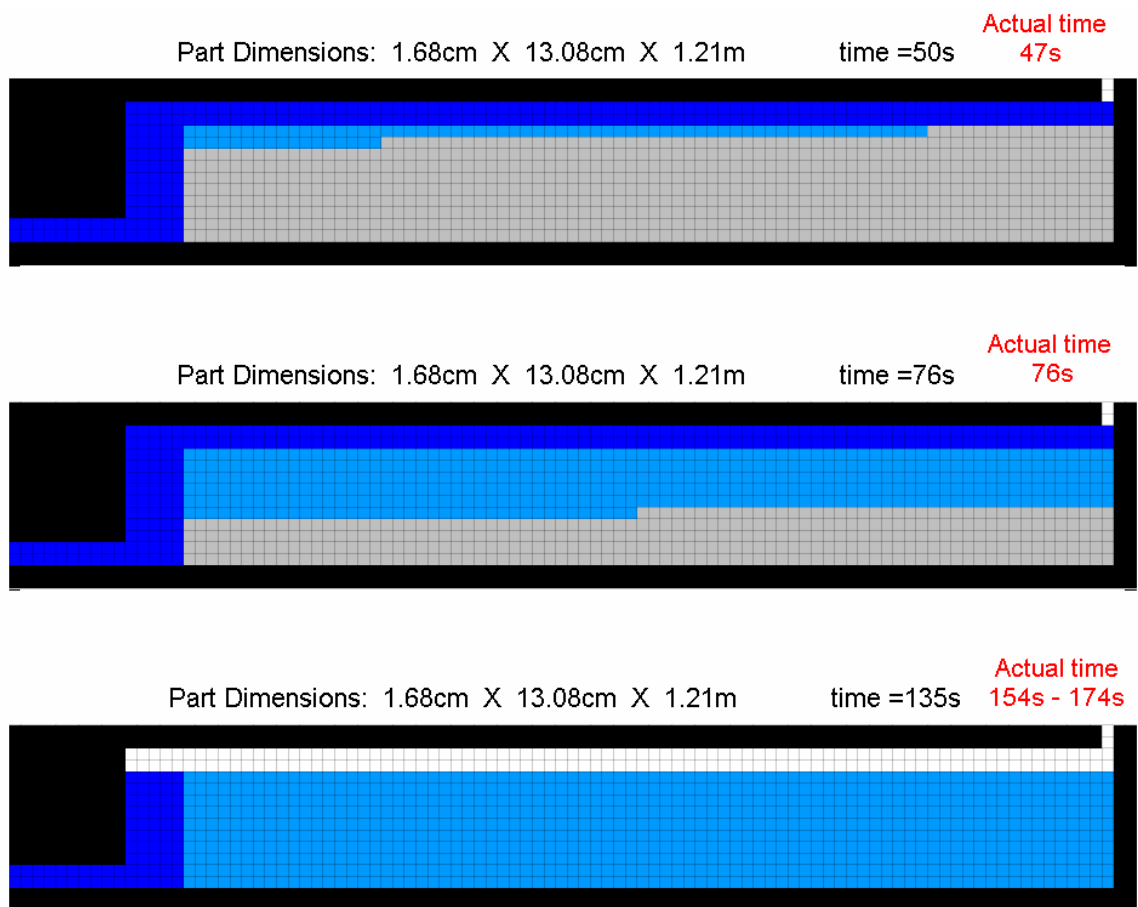 Actual time
Part Dimensions: 1.68cm X 13.08cm X 1.21m time =50s 47s
Actual time
Part Dimensions: 1.68cm X 13.08cm X 1.21m time =76s 76s
Actual time
Part Dimensions: 1.68cm X 13.08cm X 1.21m time =135s 154s - 174s